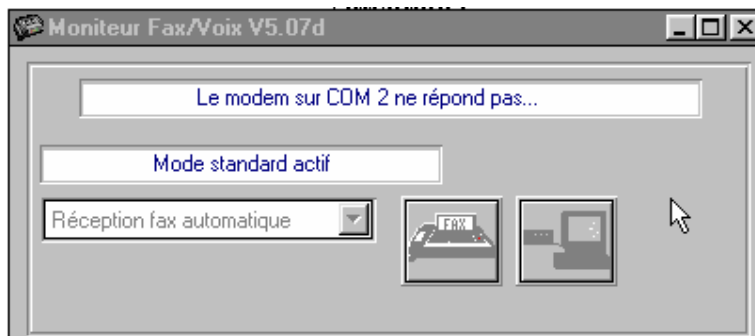 Moniteur Fax/Voix V5.07d
Le modem sur COM 2 ne répond pas...
Mode standard actif
Réception fax automatique
FAX